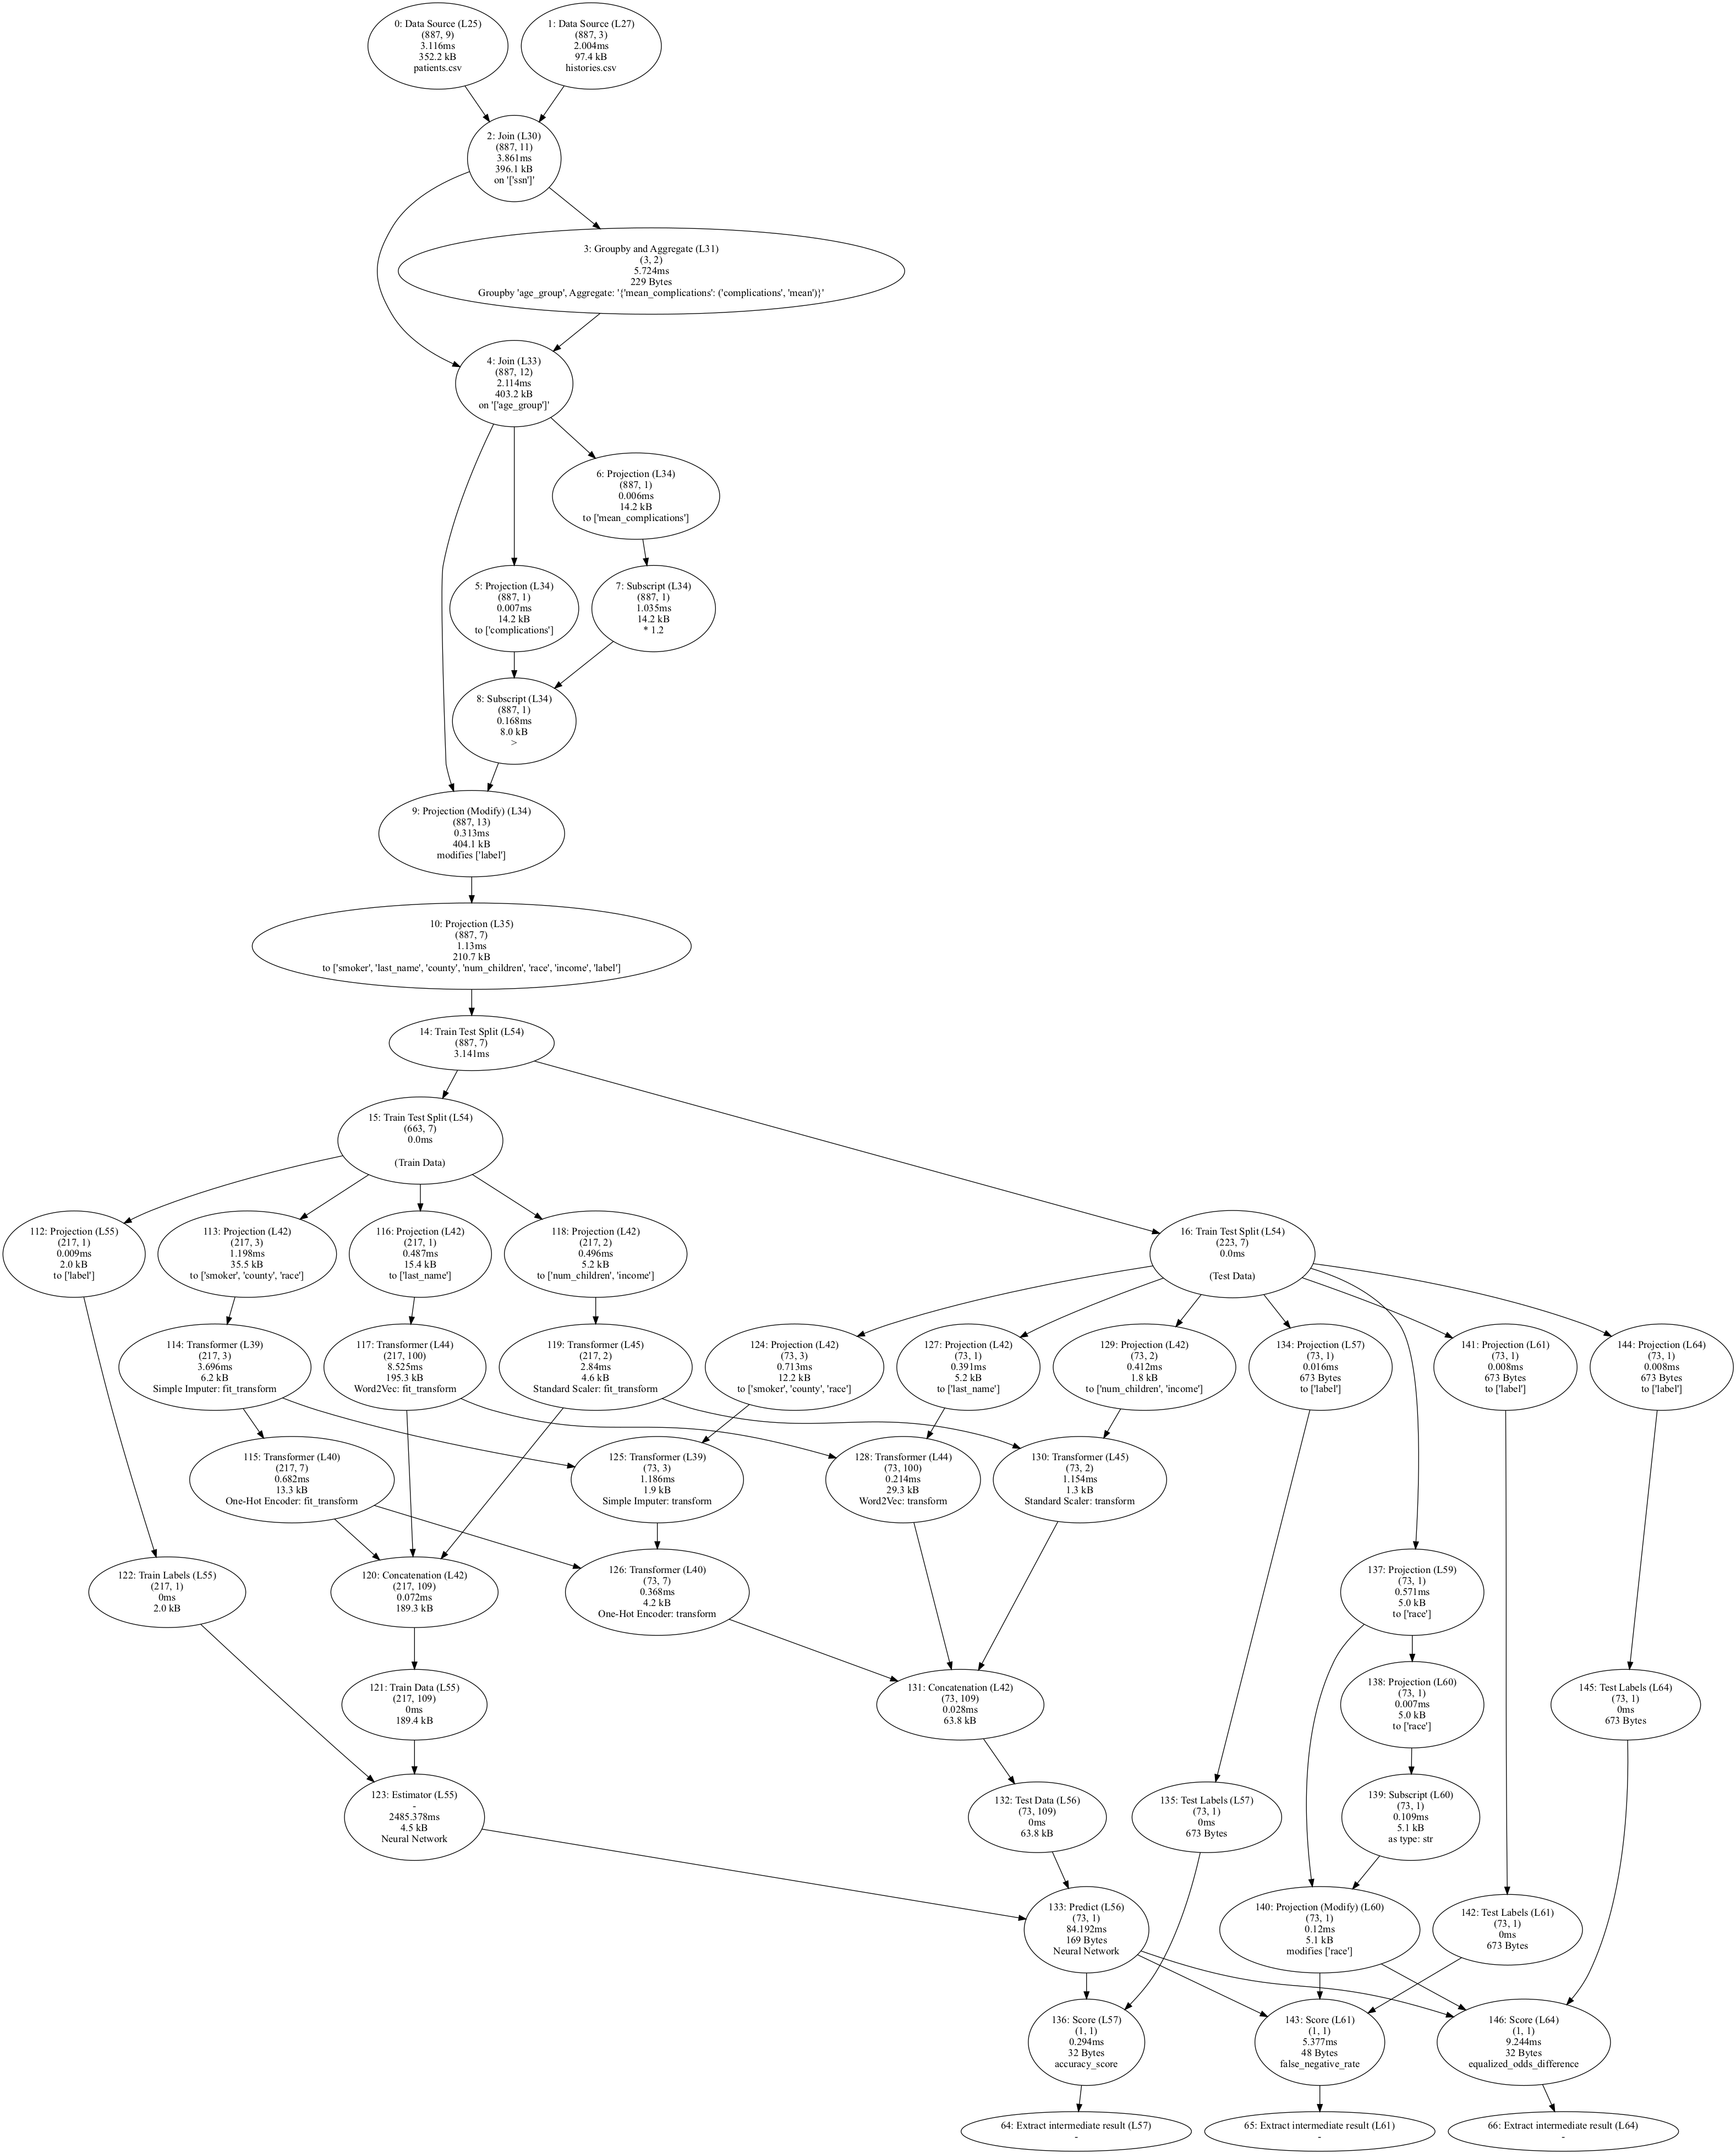 0: Data Source (L25)
(887, 9)
3.116ms
352.2 kB
patients.csv
1: Data Source (L27)
(887, 3)
2.004ms
97.4 kB
histories.csv
2: Join (L30)
(887, 11)
3.861ms
396.1 kB
on '['ssn']'
3: Groupby and Aggregate (L31)
(3, 2)
5.724ms
229 Bytes
Groupby 'age_group', Aggregate: '{'mean_complications': ('complications', 'mean')}'
4: Join (L33)
(887, 12)
2.114ms
403.2 kB
on '['age_group']'
6: Projection (L34)
(887, 1)
0.006ms
14.2 kB
to ['mean_complications']
5: Projection (L34)
(887, 1)
0.007ms
14.2 kB
to ['complications']
7: Subscript (L34)
(887, 1)
1.035ms
14.2 kB
* 1.2
8: Subscript (L34)
(887, 1)
0.168ms
8.0 kB
>
9: Projection (Modify) (L34)
(887, 13)
0.313ms
404.1 kB
modifies ['label']
10: Projection (L35)
(887, 7)
1.13ms
210.7 kB
to ['smoker', 'last_name', 'county', 'num_children', 'race', 'income', 'label']
14: Train Test Split (L54)
(887, 7)
3.141ms
15: Train Test Split (L54)
(663, 7)
0.0ms
(Train Data)
112: Projection (L55)
(217, 1)
0.009ms
2.0 kB
to ['label']
113: Projection (L42)
(217, 3)
1.198ms
35.5 kB
to ['smoker', 'county', 'race']
116: Projection (L42)
(217, 1)
0.487ms
15.4 kB
to ['last_name']
118: Projection (L42)
(217, 2)
0.496ms
5.2 kB
to ['num_children', 'income']
16: Train Test Split (L54)
(223, 7)
0.0ms
(Test Data)
114: Transformer (L39)
(217, 3)
3.696ms
6.2 kB
Simple Imputer: fit_transform
117: Transformer (L44)
(217, 100)
8.525ms
195.3 kB
Word2Vec: fit_transform
119: Transformer (L45)
(217, 2)
2.84ms
4.6 kB
Standard Scaler: fit_transform
124: Projection (L42)
(73, 3)
0.713ms
12.2 kB
to ['smoker', 'county', 'race']
127: Projection (L42)
(73, 1)
0.391ms
5.2 kB
to ['last_name']
129: Projection (L42)
(73, 2)
0.412ms
1.8 kB
to ['num_children', 'income']
134: Projection (L57)
(73, 1)
0.016ms
673 Bytes
to ['label']
141: Projection (L61)
(73, 1)
0.008ms
673 Bytes
to ['label']
144: Projection (L64)
(73, 1)
0.008ms
673 Bytes
to ['label']
115: Transformer (L40)
(217, 7)
0.682ms
13.3 kB
One-Hot Encoder: fit_transform
125: Transformer (L39)
(73, 3)
1.186ms
1.9 kB
Simple Imputer: transform
128: Transformer (L44)
(73, 100)
0.214ms
29.3 kB
Word2Vec: transform
130: Transformer (L45)
(73, 2)
1.154ms
1.3 kB
Standard Scaler: transform
122: Train Labels (L55)
(217, 1)
0ms
2.0 kB
120: Concatenation (L42)
(217, 109)
0.072ms
189.3 kB
126: Transformer (L40)
(73, 7)
0.368ms
4.2 kB
One-Hot Encoder: transform
137: Projection (L59)
(73, 1)
0.571ms
5.0 kB
to ['race']
121: Train Data (L55)
(217, 109)
0ms
189.4 kB
131: Concatenation (L42)
(73, 109)
0.028ms
63.8 kB
138: Projection (L60)
(73, 1)
0.007ms
5.0 kB
to ['race']
145: Test Labels (L64)
(73, 1)
0ms
673 Bytes
123: Estimator (L55)
-
2485.378ms
4.5 kB
Neural Network
132: Test Data (L56)
(73, 109)
0ms
63.8 kB
135: Test Labels (L57)
(73, 1)
0ms
673 Bytes
139: Subscript (L60)
(73, 1)
0.109ms
5.1 kB
as type: str
133: Predict (L56)
(73, 1)
84.192ms
169 Bytes
Neural Network
140: Projection (Modify) (L60)
(73, 1)
0.12ms
5.1 kB
modifies ['race']
142: Test Labels (L61)
(73, 1)
0ms
673 Bytes
136: Score (L57)
(1, 1)
0.294ms
32 Bytes
accuracy_score
143: Score (L61)
(1, 1)
5.377ms
48 Bytes
false_negative_rate
146: Score (L64)
(1, 1)
9.244ms
32 Bytes
equalized_odds_difference
64: Extract intermediate result (L57)
-
65: Extract intermediate result (L61)
-
66: Extract intermediate result (L64)
-